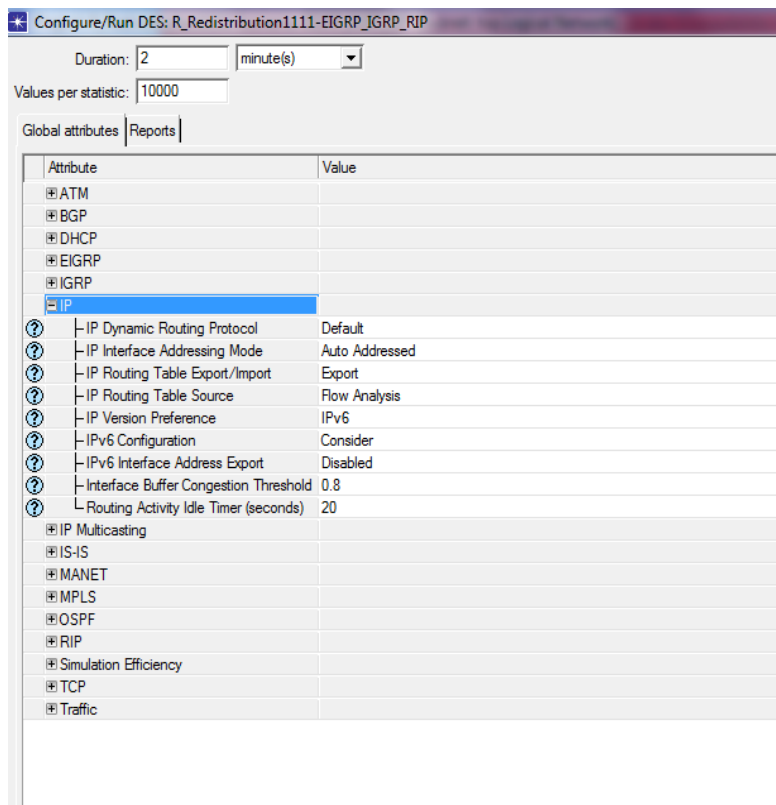 Configure/Run DES: R_Redistribution1111-EIGRP_IGRP_RIP
Duration: 2 minute(s)
Values per statistic: 10000
Global attributes Reports
Attribute Value
ATM
BGP
DHCP
EIGRP
IGRP
IP
IP Dynamic Routing Protocol Default
IP Interface Addressing Mode Auto Addressed
IP Routing Table Export/Import Export
IP Routing Table Source Flow Analysis
IP Version Preference IPv6
IPv6 Configuration Consider
IPv6 Interface Address Export Disabled
Interface Buffer Congestion Threshold 0.8
Routing Activity Idle Timer (seconds) 20
IP Multicasting
IS-IS
MANET
MPLS
OSPF
RIP
Simulation Efficiency
TCP
Traffic